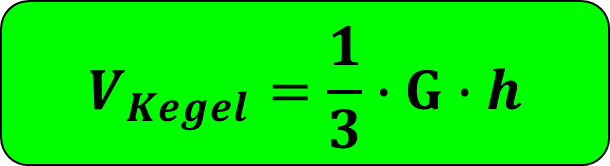 V_Kegel = 1/3 · G · h